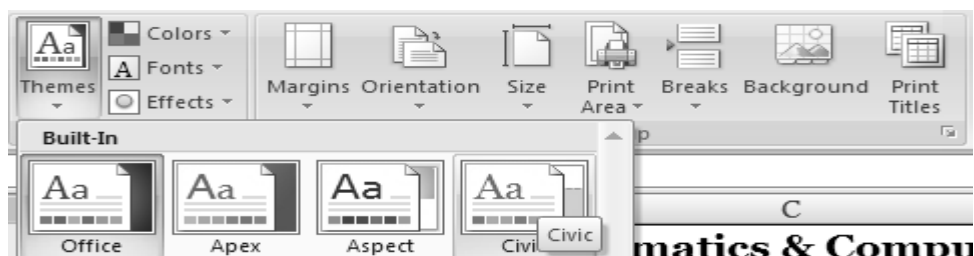 Aa Colors
Fonts
Effects
Themes
Margins Orientation Size Print Area Breaks Background Print Titles
p
Built-In
Aa Aa Aa Aa
Office Apex Aspect Civi
Civic
C
matics & Compu